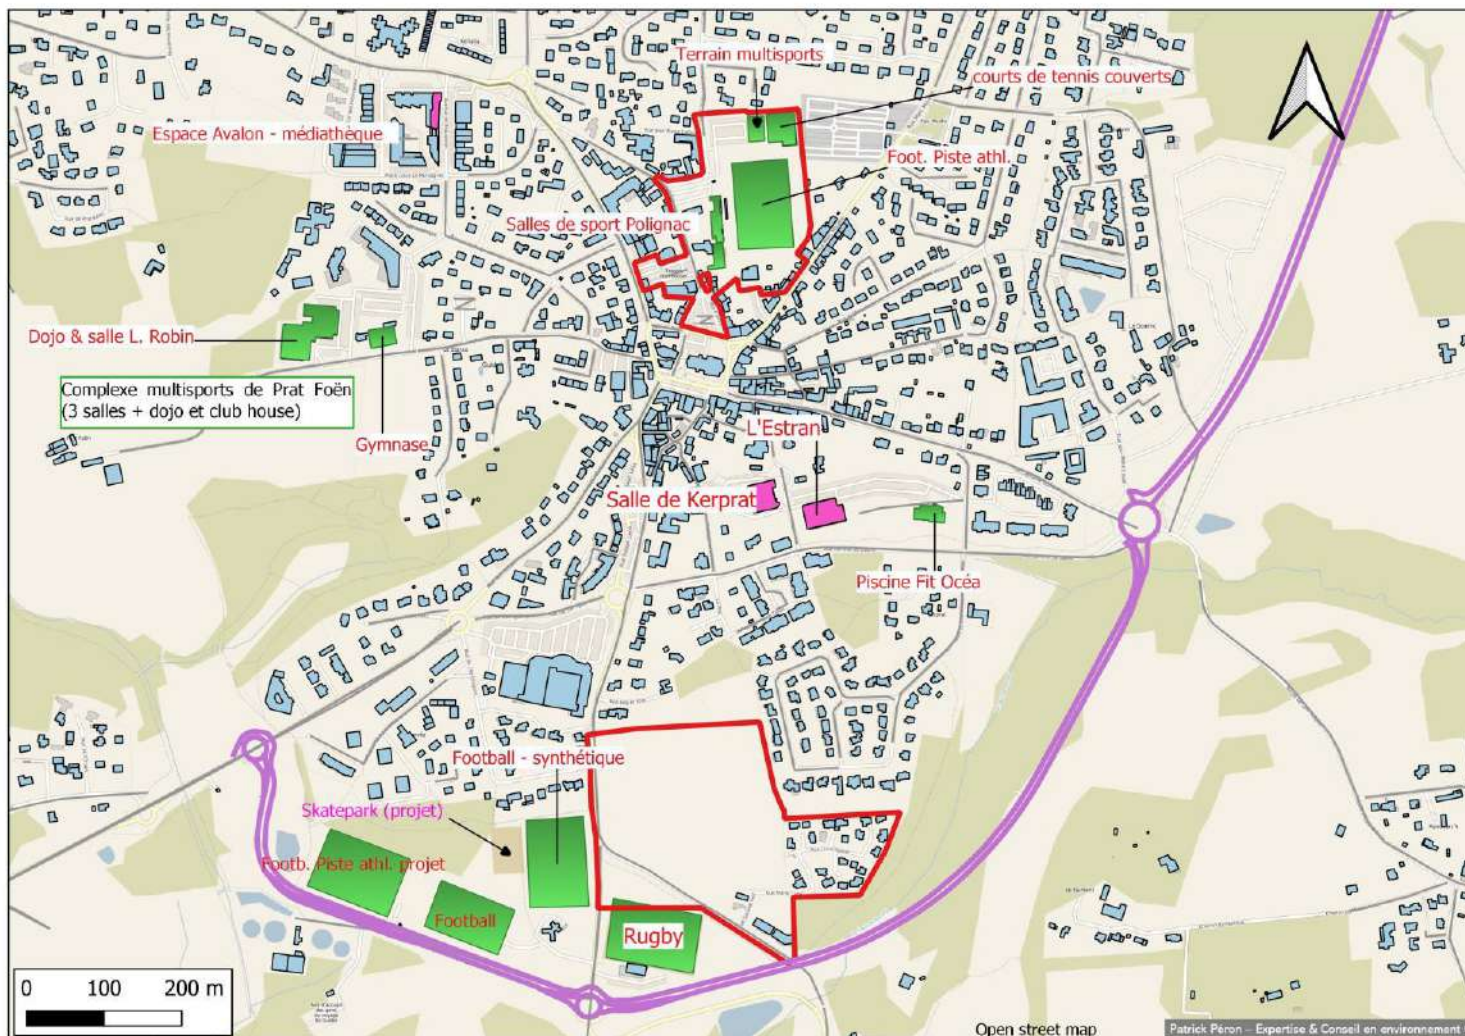 Terrain multisports
courts de tennis couverts
Espace Avalon - médiathèque
Foot. Piste athl.
Salles de sport Polignac
Dojo & salle L. Robin
Complexe multisports de Prat Foën
(3 salles + dojo et club house)
Gymnase
L'Estran
Salle de Kerprat
Piscine Fit Océa
Football - synthétique
Skatepark (projet)
Footb. Piste athl. projet
Football
Rugby
0 100 200 m
Open street map
Patrick Péron – Expertise & Conseil en environnement